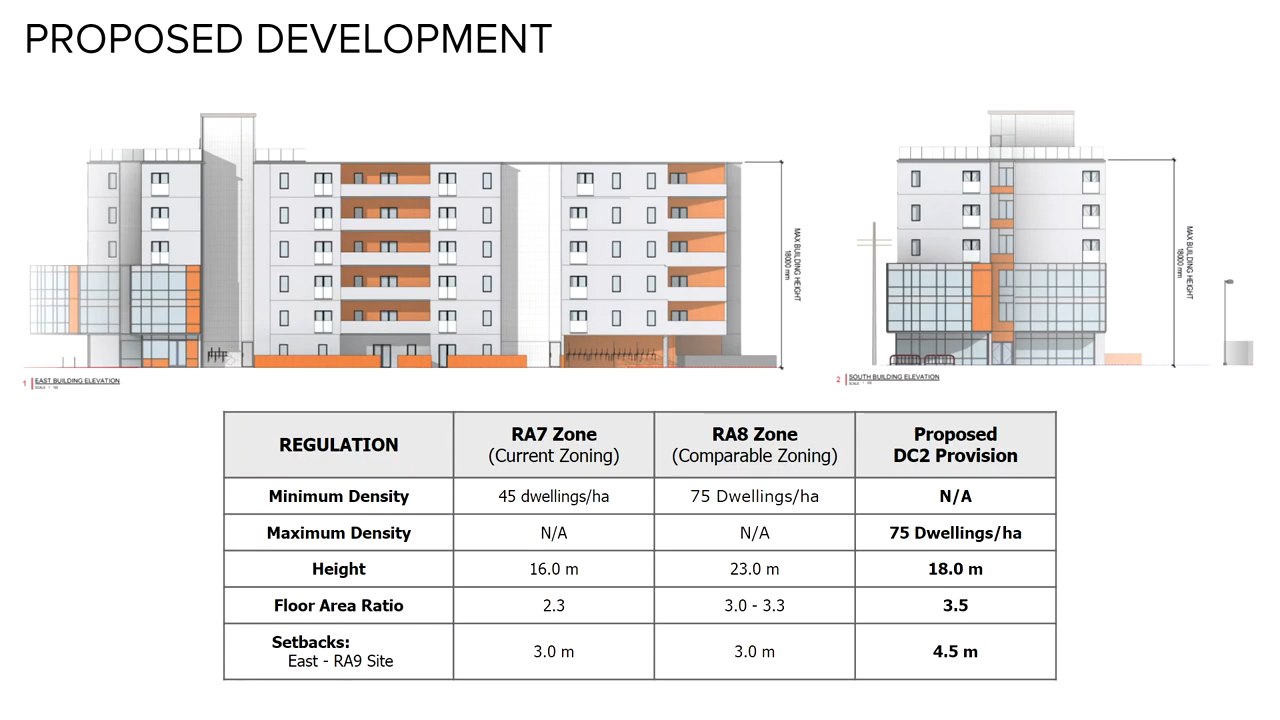 PROPOSED DEVELOPMENT
MAX BUILDING HEIGHT
18000 mm
MAX BUILDING HEIGHT
18000 mm
1 EAST BUILDING ELEVATION
2 SOUTH BUILDING ELEVATION
REGULATION
RA7 Zone
(Current Zoning)
RA8 Zone
(Comparable Zoning)
Proposed
DC2 Provision
Minimum Density 45 dwellings/ha 75 Dwellings/ha N/A
Maximum Density N/A N/A 75 Dwellings/ha
Height 16.0 m 23.0 m 18.0 m
Floor Area Ratio 2.3 3.0 - 3.3 3.5
Setbacks:
East - RA9 Site
3.0 m 3.0 m 4.5 m